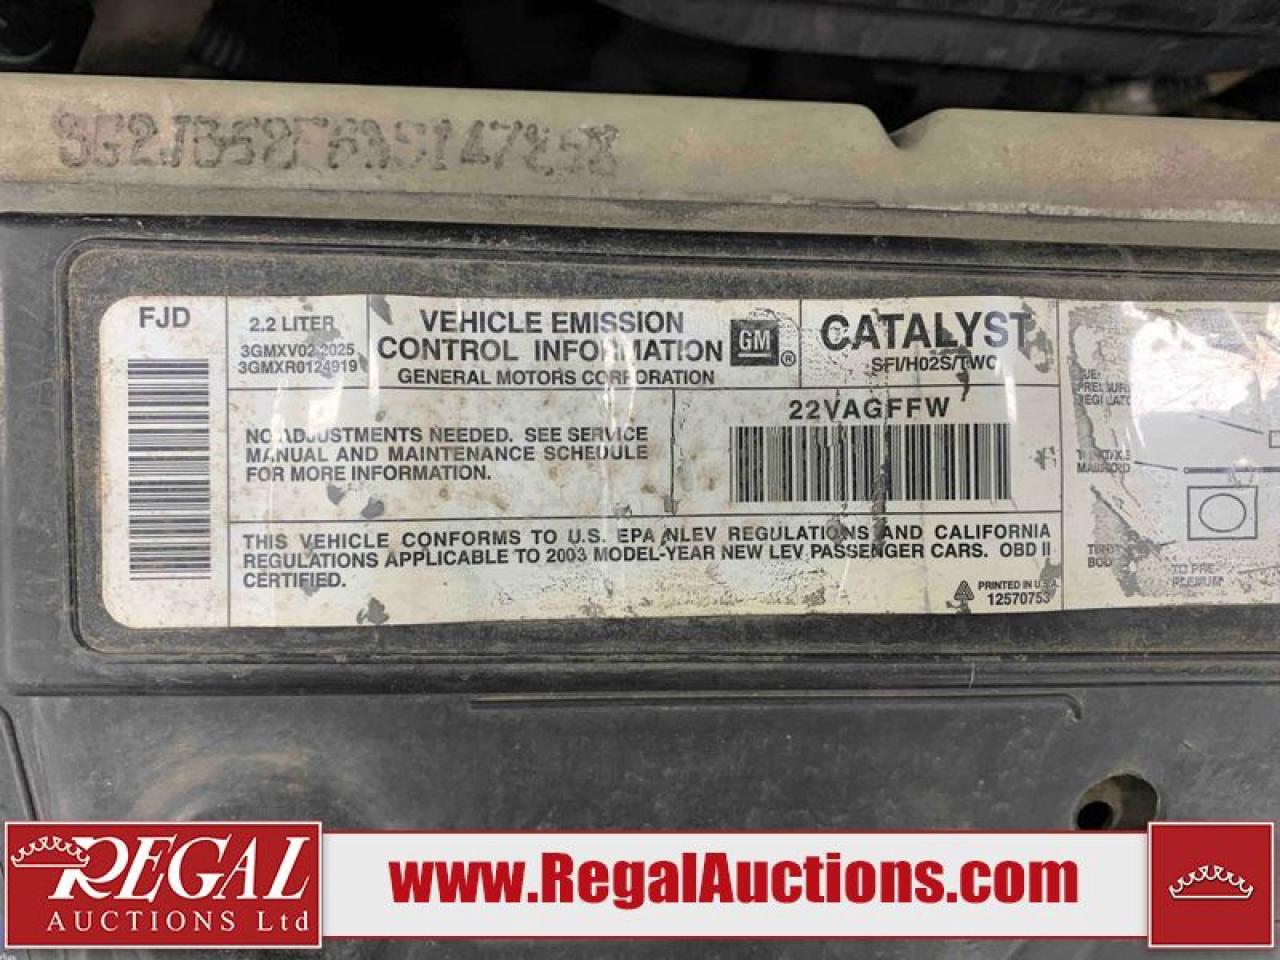 FJD
2.2 LITER
3GMXV02.2025
3GMXR0124919
VEHICLE EMISSION
CONTROL INFORMATION
GENERAL MOTORS CORPORATION
GM ®
CATALYST
SFI/HO2S/TWC
22VAGFFW
NO ADJUSTMENTS NEEDED. SEE SERVICE
MANUAL AND MAINTENANCE SCHEDULE
FOR MORE INFORMATION.
THIS VEHICLE CONFORMS TO U.S. EPA NLEV REGULATIONS AND CALIFORNIA
REGULATIONS APPLICABLE TO 2003 MODEL-YEAR NEW LEV PASSENGER CARS. OBD II
CERTIFIED.
PRINTED IN U.S.A.
12570753
REGAL
AUCTIONS Ltd
www.RegalAuctions.com